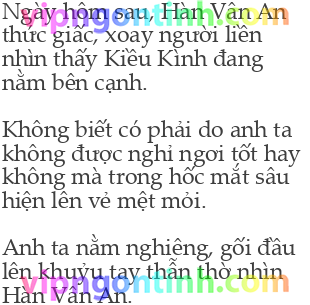 Ngày hôm sau, Hàn Vân An
thức giấc, xoay người liền
nhìn thấy Kiều Kình đang
nằm bên cạnh.
Không biết có phải do anh ta
không được nghỉ ngơi tốt hay
không mà trong hốc mắt sâu
hiện lên vẻ mệt mỏi.
Anh ta nằm nghiêng, gối đầu
lên khuỷu tay thẫn thờ nhìn
Hàn Vân An.
vipngontinh.com
vipngontinh.com